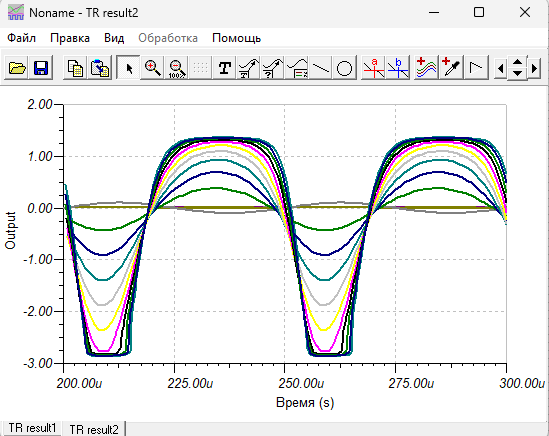 Noname - TR result2
Файл Правка Вид Обработка Помощь
100% T ? = a b
2.00
1.00
0.00
-1.00
-2.00
-3.00
Output
200.00u 225.00u 250.00u 275.00u 300.00u
Время (s)
TR result1 TR result2